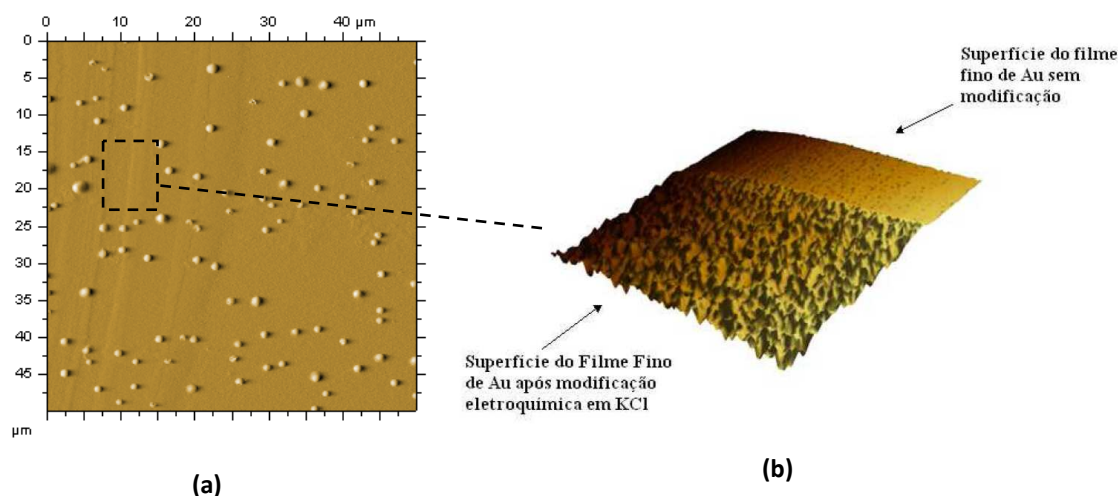 0 10 20 30 40 µm
0
5
10
15
20
25
30
35
40
45
µm
(a)
Superfície do filme
fino de Au sem
modificação
Superfície do Filme Fino
de Au após modificação
eletroquímica em KCl
(b)